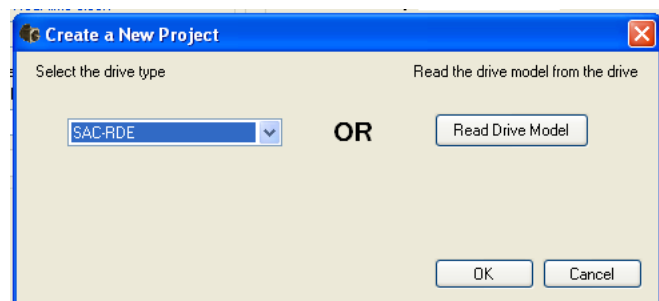 Create a New Project
Select the drive type
Read the drive model from the drive
SAC-RDE
OR
Read Drive Model
OK
Cancel